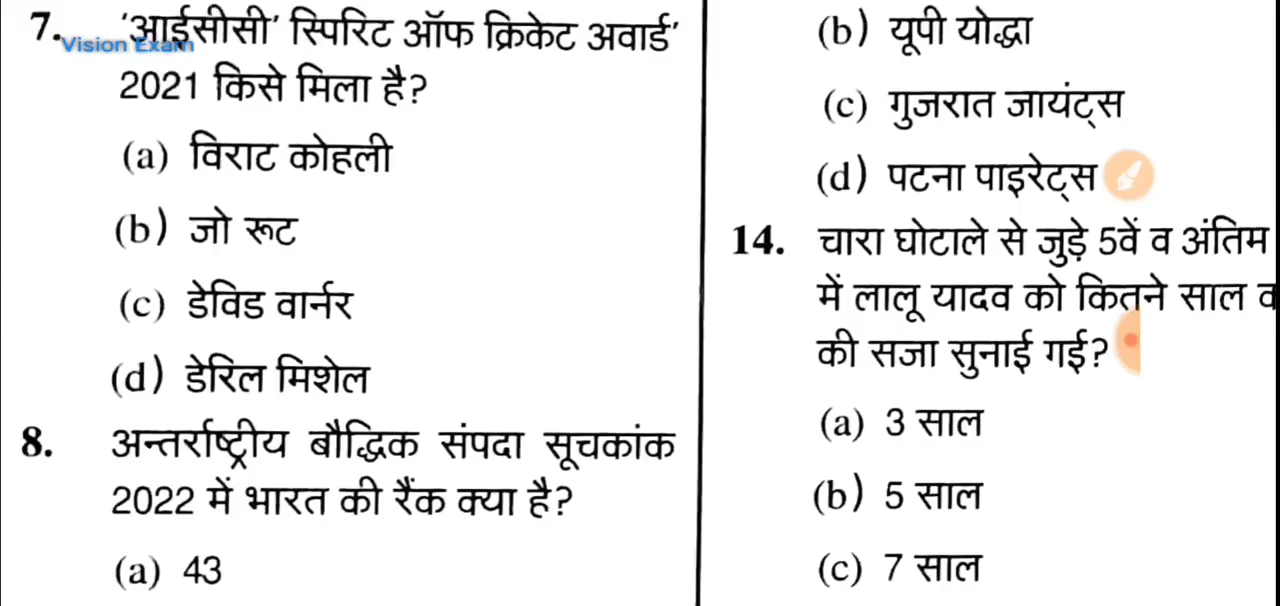 7. 'आईसीसी' स्पिरिट ऑफ क्रिकेट अवार्ड'
Vision Exam
2021 किसे मिला है?
(a) विराट कोहली
(b) जो रूट
(c) डेविड वार्नर
(d) डेरिल मिशेल
8. अन्तर्राष्ट्रीय बौद्धिक संपदा सूचकांक
2022 में भारत की रैंक क्या है?
(a) 43
(b) यूपी योद्धा
(c) गुजरात जायंट्स
(d) पटना पाइरेट्स
14. चारा घोटाले से जुड़े 5वें व अंतिम
में लालू यादव को कितने साल
की सजा सुनाई गई?
(a) 3 साल
(b) 5 साल
(c) 7 साल